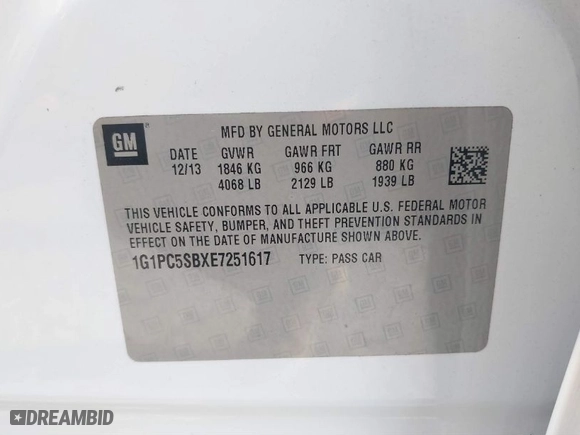 GM
MFD BY GENERAL MOTORS LLC
DATE GVWR GAWR FRT GAWR RR
12/13 1846 KG 966 KG 880 KG
4068 LB 2129 LB 1939 LB
THIS VEHICLE CONFORMS TO ALL APPLICABLE U.S. FEDERAL MOTOR
VEHICLE SAFETY, BUMPER, AND THEFT PREVENTION STANDARDS IN
EFFECT ON THE DATE OF MANUFACTURE SHOWN ABOVE.
1G1PC5SBXE7251617 TYPE: PASS CAR
DREAMBID